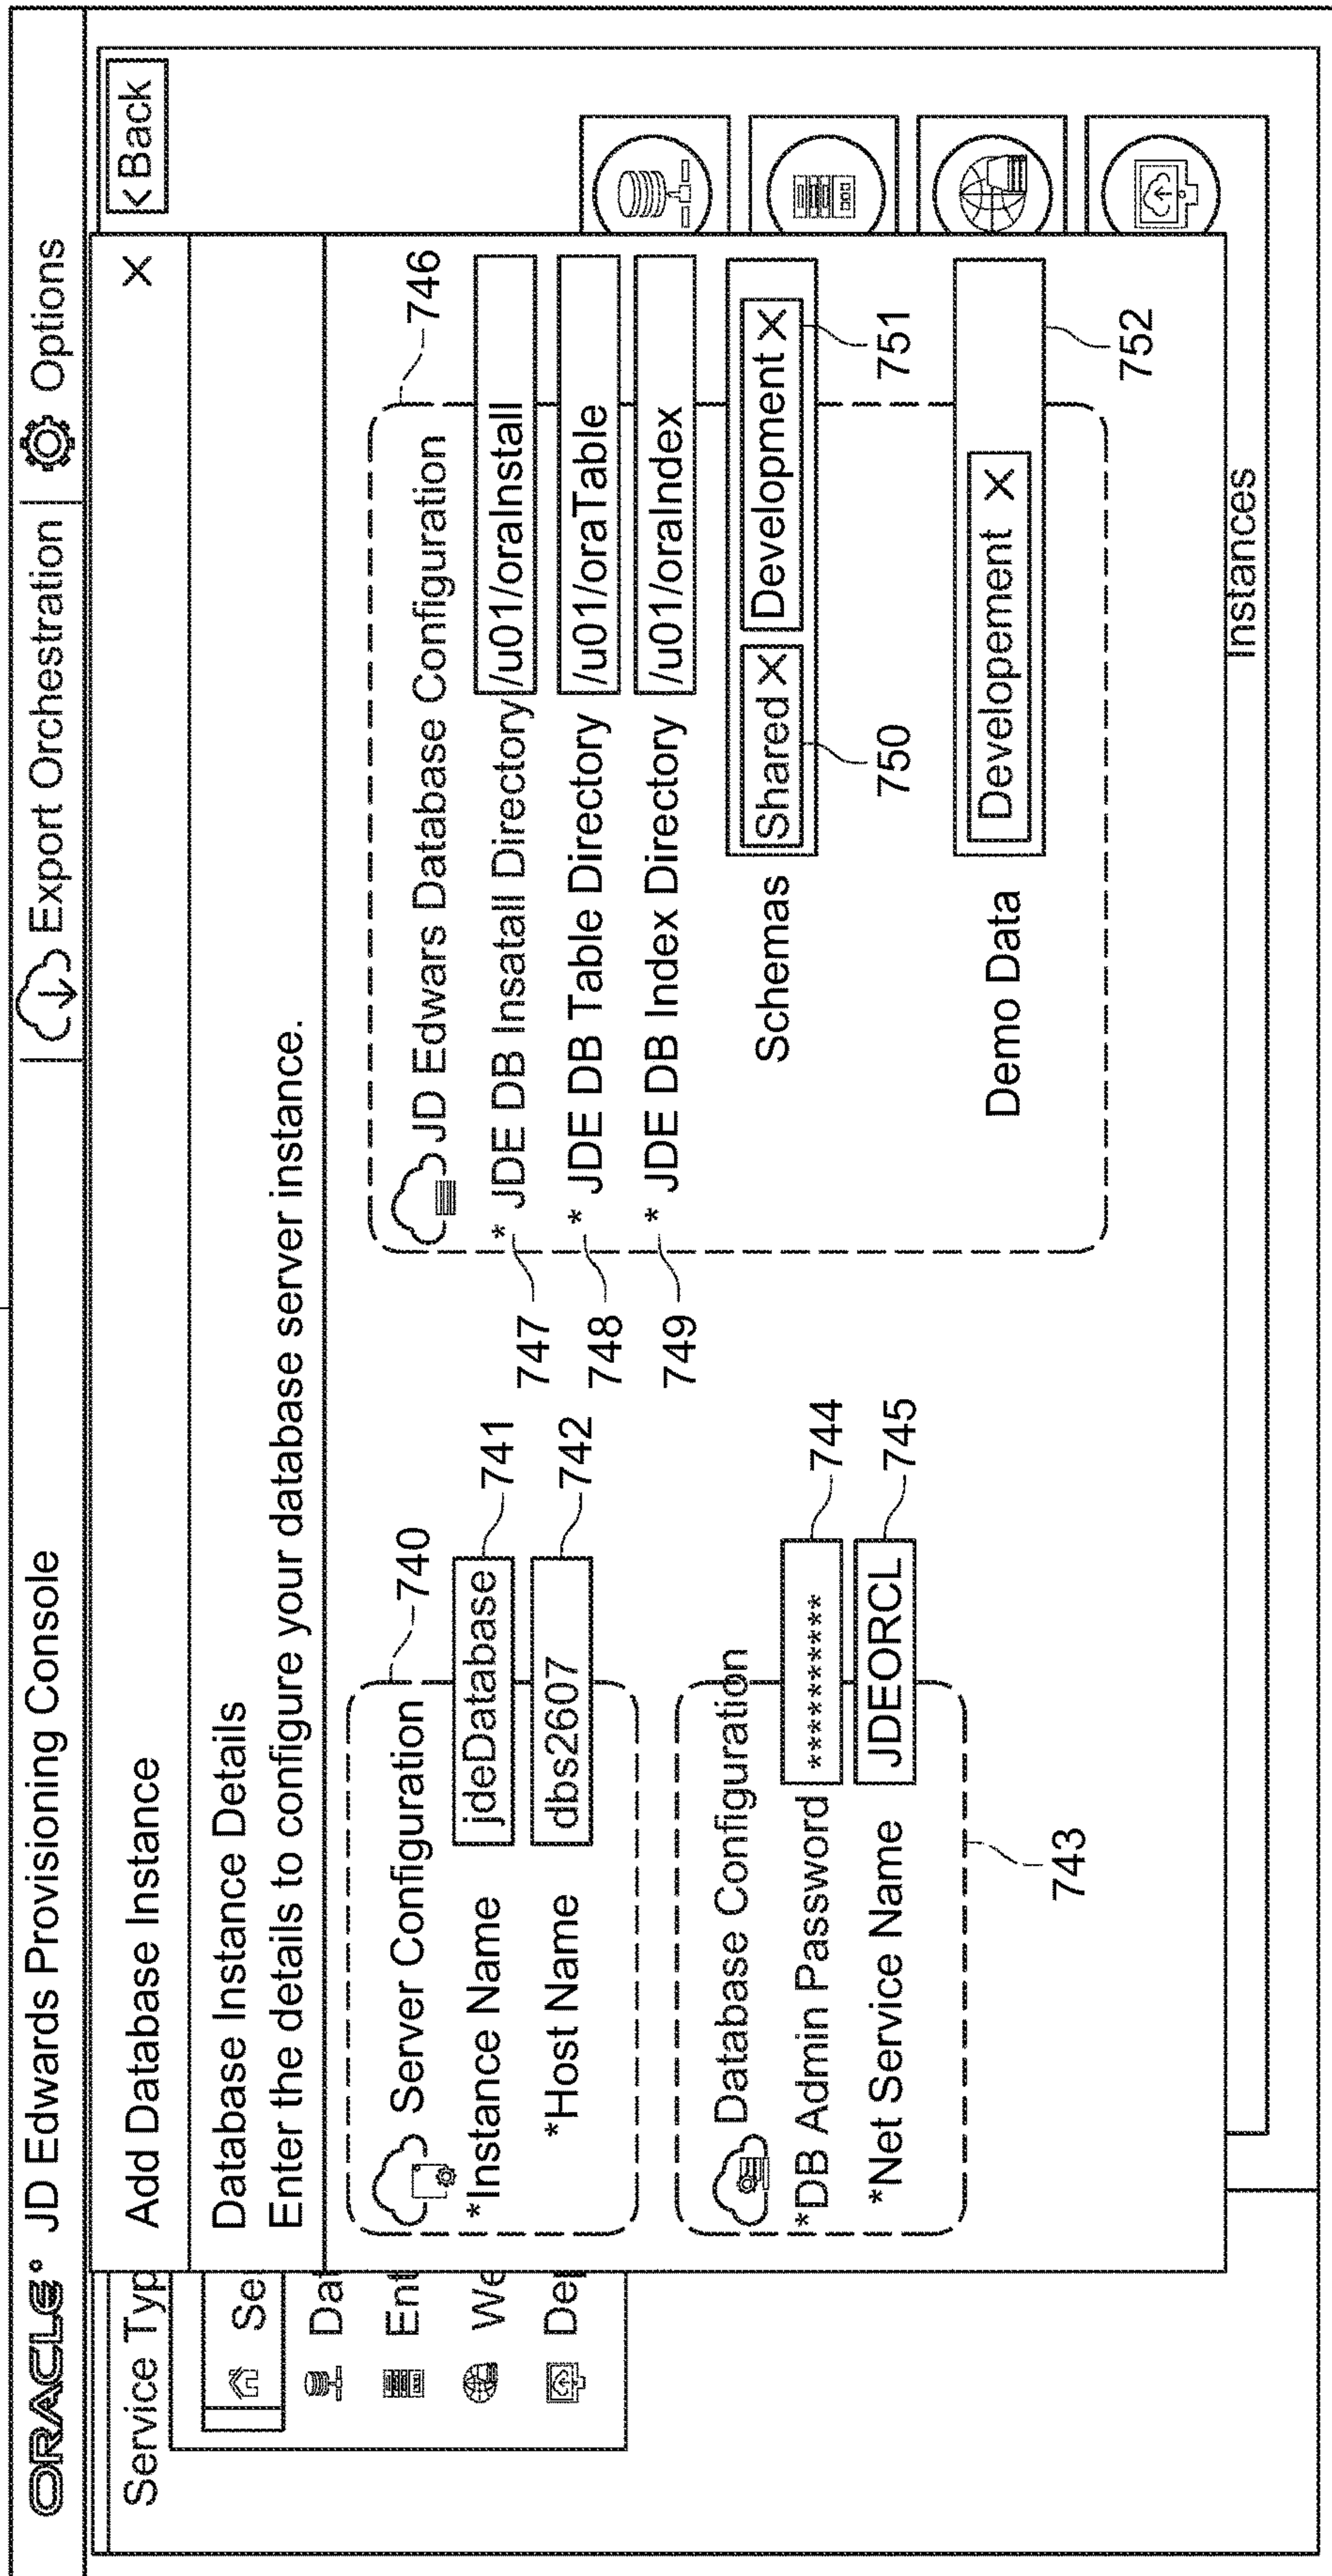 ORACLE® JD Edwards Provisioning Console
Export Orchestration
Options
Service Typ
Add Database Instance
X
< Back
Se
Da
Ent
We
De
Database Instance Details
Enter the details to configure your database server instance.
Server Configuration
740
*Instance Name jdeDatabase
741
*Host Name dbs2607
742
Database Configuration
*DB Admin Password **********
744
*Net Service Name JDEORCL
745
743
JD Edwars Database Configuration
746
* JDE DB Insatall Directory /u01/oraInstall
747
* JDE DB Table Directory /u01/oraTable
748
* JDE DB Index Directory /u01/oraIndex
749
Schemas Shared X Development X
750
751
Demo Data Developement X
752
Instances